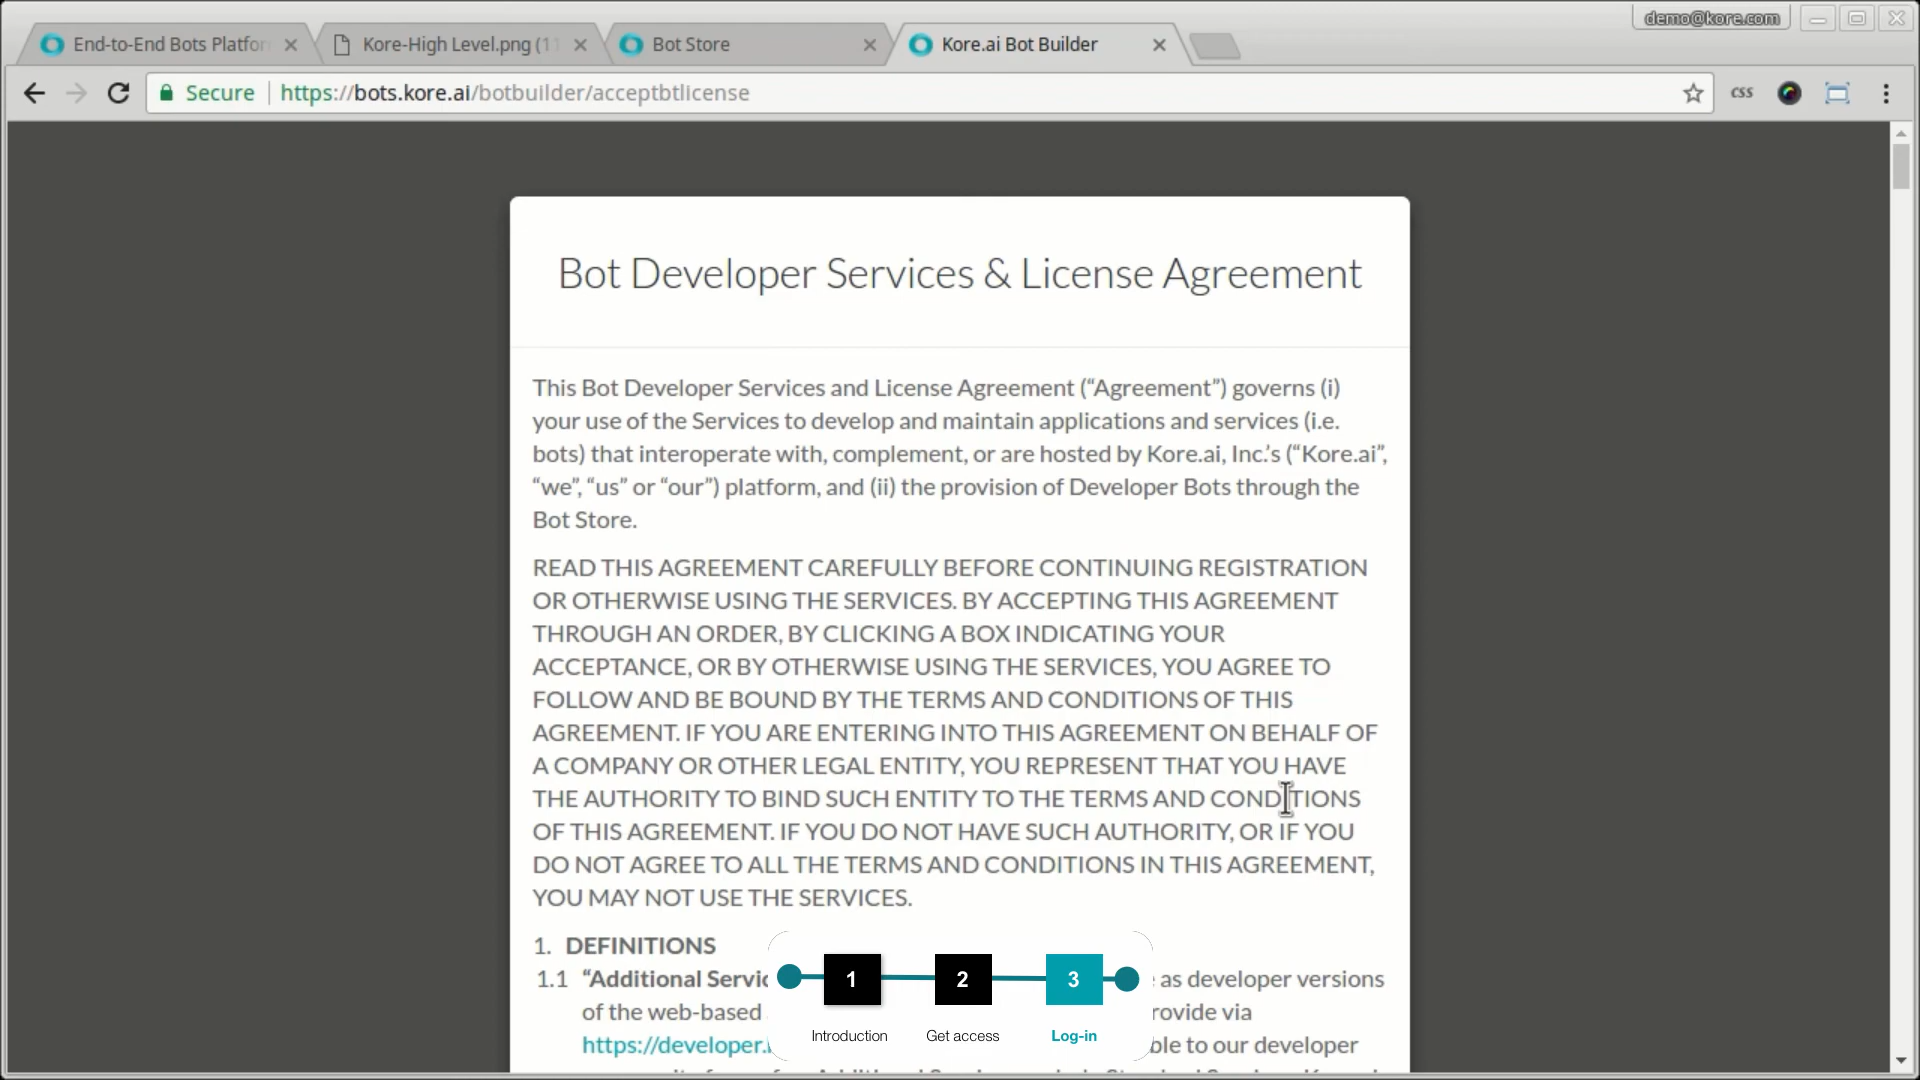 demo@kore.com
End-to-End Bots Platfor
Kore-High Level.png (11
Bot Store
Kore.ai Bot Builder
Secure
https://bots.kore.ai/botbuilder/acceptbtlicense
CSS
Bot Developer Services & License Agreement
This Bot Developer Services and License Agreement (“Agreement”) governs (i)
your use of the Services to develop and maintain applications and services (i.e.
bots) that interoperate with, complement, or are hosted by Kore.ai, Inc.’s (“Kore.ai”,
“we”, “us” or “our”) platform, and (ii) the provision of Developer Bots through the
Bot Store.
READ THIS AGREEMENT CAREFULLY BEFORE CONTINUING REGISTRATION
OR OTHERWISE USING THE SERVICES. BY ACCEPTING THIS AGREEMENT
THROUGH AN ORDER, BY CLICKING A BOX INDICATING YOUR
ACCEPTANCE, OR BY OTHERWISE USING THE SERVICES, YOU AGREE TO
FOLLOW AND BE BOUND BY THE TERMS AND CONDITIONS OF THIS
AGREEMENT. IF YOU ARE ENTERING INTO THIS AGREEMENT ON BEHALF OF
A COMPANY OR OTHER LEGAL ENTITY, YOU REPRESENT THAT YOU HAVE
THE AUTHORITY TO BIND SUCH ENTITY TO THE TERMS AND CONDITIONS
OF THIS AGREEMENT. IF YOU DO NOT HAVE SUCH AUTHORITY, OR IF YOU
DO NOT AGREE TO ALL THE TERMS AND CONDITIONS IN THIS AGREEMENT,
YOU MAY NOT USE THE SERVICES.
1. DEFINITIONS
1.1 “Additional Servic as developer versions
of the web-based rovide via
https://developer. ble to our developer
1 2 3
Introduction Get access Log-in